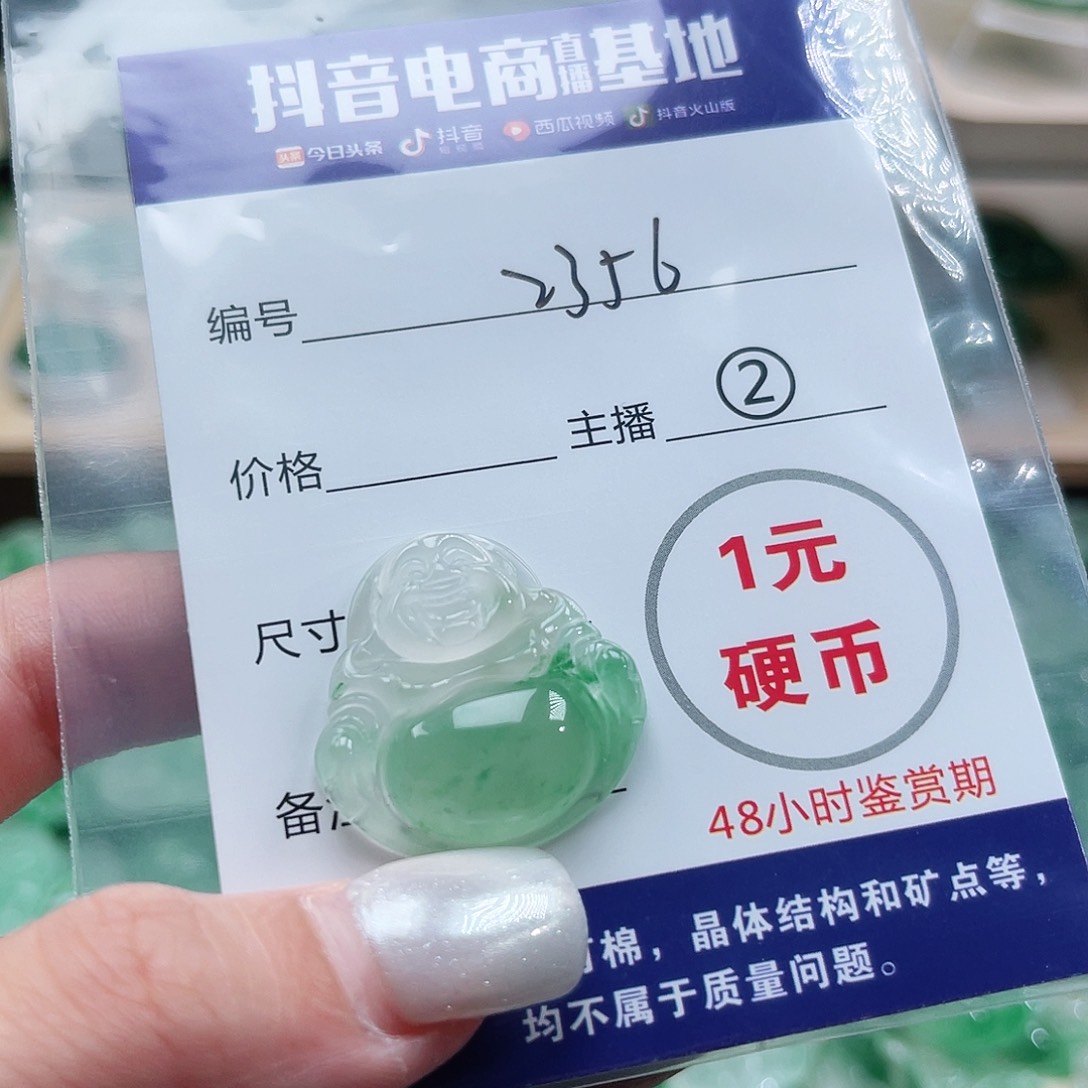 抖音电商直播基地
头条 今日头条 抖音 西瓜视频 抖音火山版
编号 2356
价格 主播 ②
尺寸
1元
硬币
备注
48小时鉴赏期
棉，晶体结构和矿点等，
均不属于质量问题。